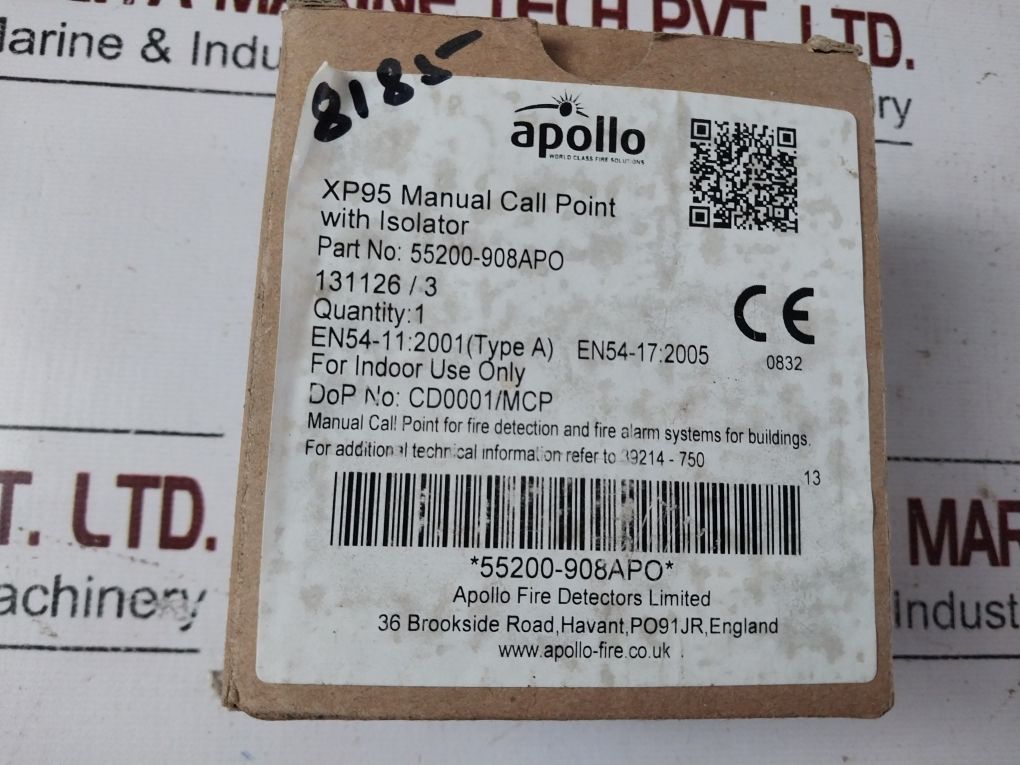 MARINE TECH PVT. LTD.
Marine & Indu
ry
8185
apollo
WORLD CLASS FIRE SOLUTIONS
XP95 Manual Call Point
with Isolator
Part No: 55200-908APO
131126 / 3
Quantity:1
EN54-11:2001(Type A) EN54-17:2005
0832
For Indoor Use Only
DoP No: CD0001/MCP
Manual Call Point for fire detection and fire alarm systems for buildings.
For additional technical information refer to 39214 - 750
13
*55200-908APO*
Apollo Fire Detectors Limited
36 Brookside Road,Havant,PO91JR,England
www.apollo-fire.co.uk
T. LTD.
achinery
MAR
indust